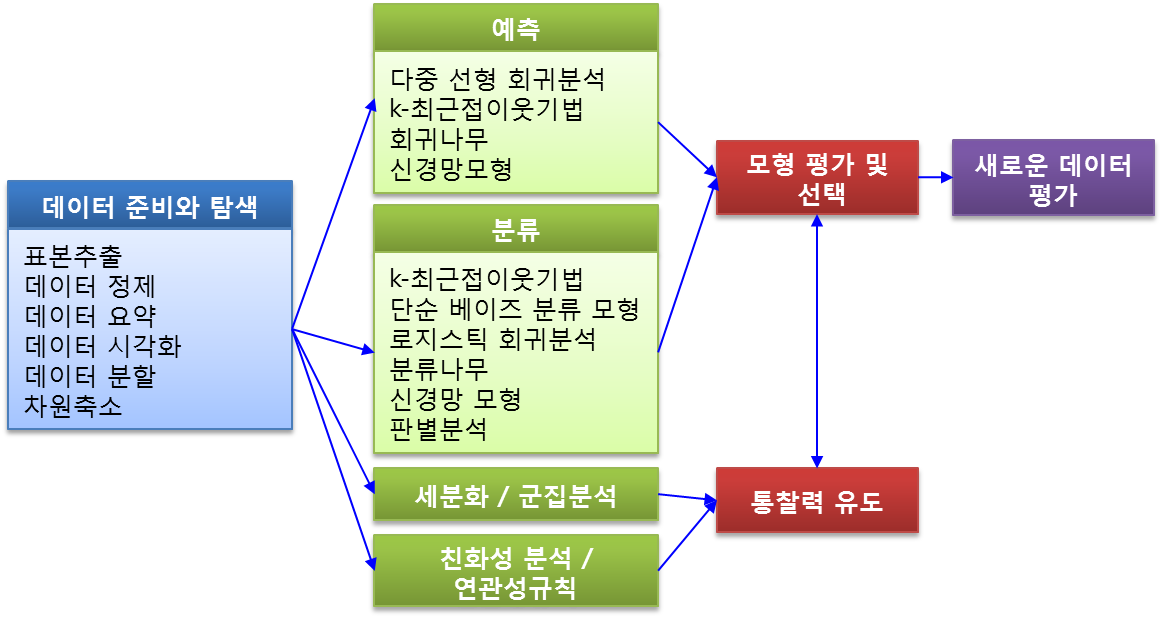 데이터 준비와 탐색
표본추출
데이터 정제
데이터 요약
데이터 시각화
데이터 분할
차원축소
예측
다중 선형 회귀분석
k-최근접이웃기법
회귀나무
신경망모형
분류
k-최근접이웃기법
단순 베이즈 분류 모형
로지스틱 회귀분석
분류나무
신경망 모형
판별분석
세분화 / 군집분석
친화성 분석 /
연관성규칙
모형 평가 및
선택
통찰력 유도
새로운 데이터
평가